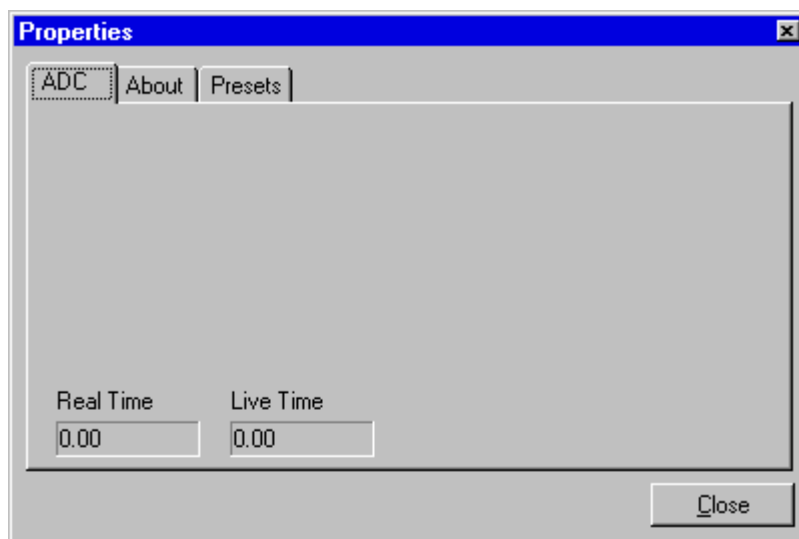 Properties
ADC About Presets
Real Time Live Time
0.00 0.00
Close